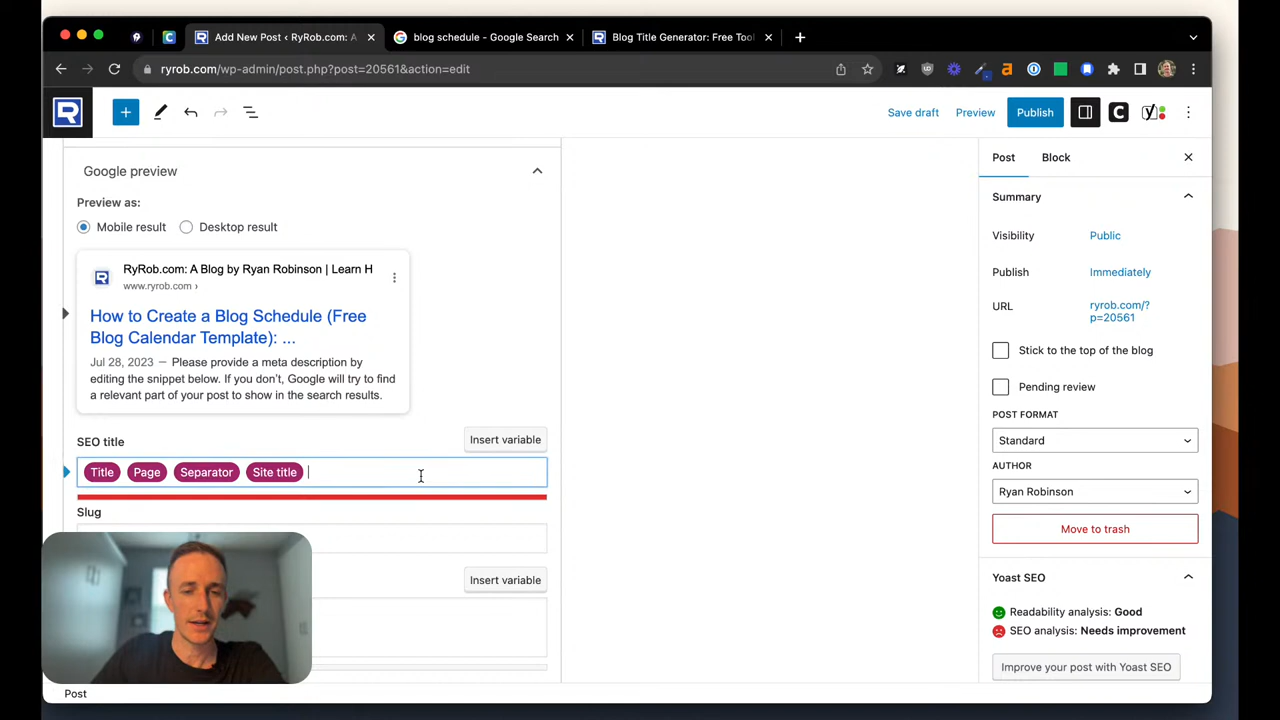 Add New Post ‹ RyRob.com: A
blog schedule - Google Search
Blog Title Generator: Free Tool
ryrob.com/wp-admin/post.php?post=20561&action=edit
Save draft
Preview
Publish
Google preview
Preview as:
Mobile result
Desktop result
RyRob.com: A Blog by Ryan Robinson | Learn H
www.ryrob.com ›
How to Create a Blog Schedule (Free
Blog Calendar Template): ...
Jul 28, 2023 — Please provide a meta description by
editing the snippet below. If you don't, Google will try to find
a relevant part of your post to show in the search results.
SEO title
Insert variable
Title Page Separator Site title
Slug
Insert variable
Post
Post
Block
Summary
Visibility
Public
Publish
Immediately
URL
ryrob.com/?
p=20561
Stick to the top of the blog
Pending review
POST FORMAT
Standard
AUTHOR
Ryan Robinson
Move to trash
Yoast SEO
Readability analysis: Good
SEO analysis: Needs improvement
Improve your post with Yoast SEO